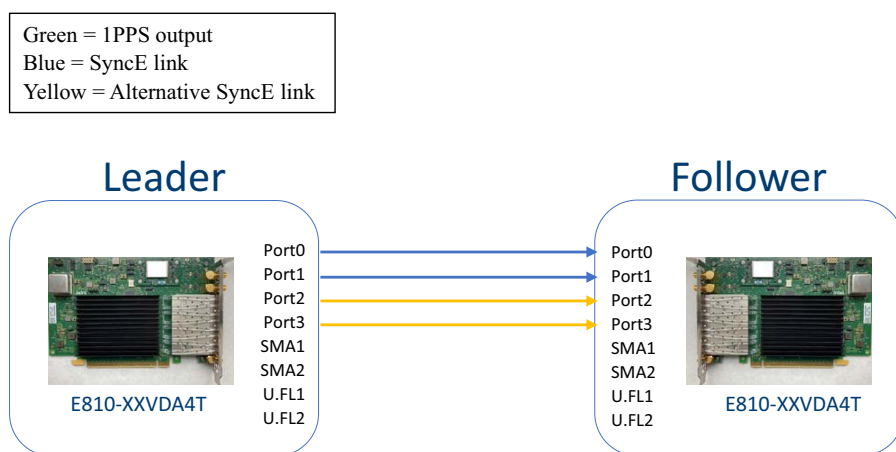 Green = 1PPS output
Blue = SyncE link
Yellow = Alternative SyncE link
Leader
Follower
Port0
Port1
Port2
Port3
SMA1
SMA2
U.FL1
U.FL2
E810-XXVDA4T
Port0
Port1
Port2
Port3
SMA1
SMA2
U.FL1
U.FL2
E810-XXVDA4T